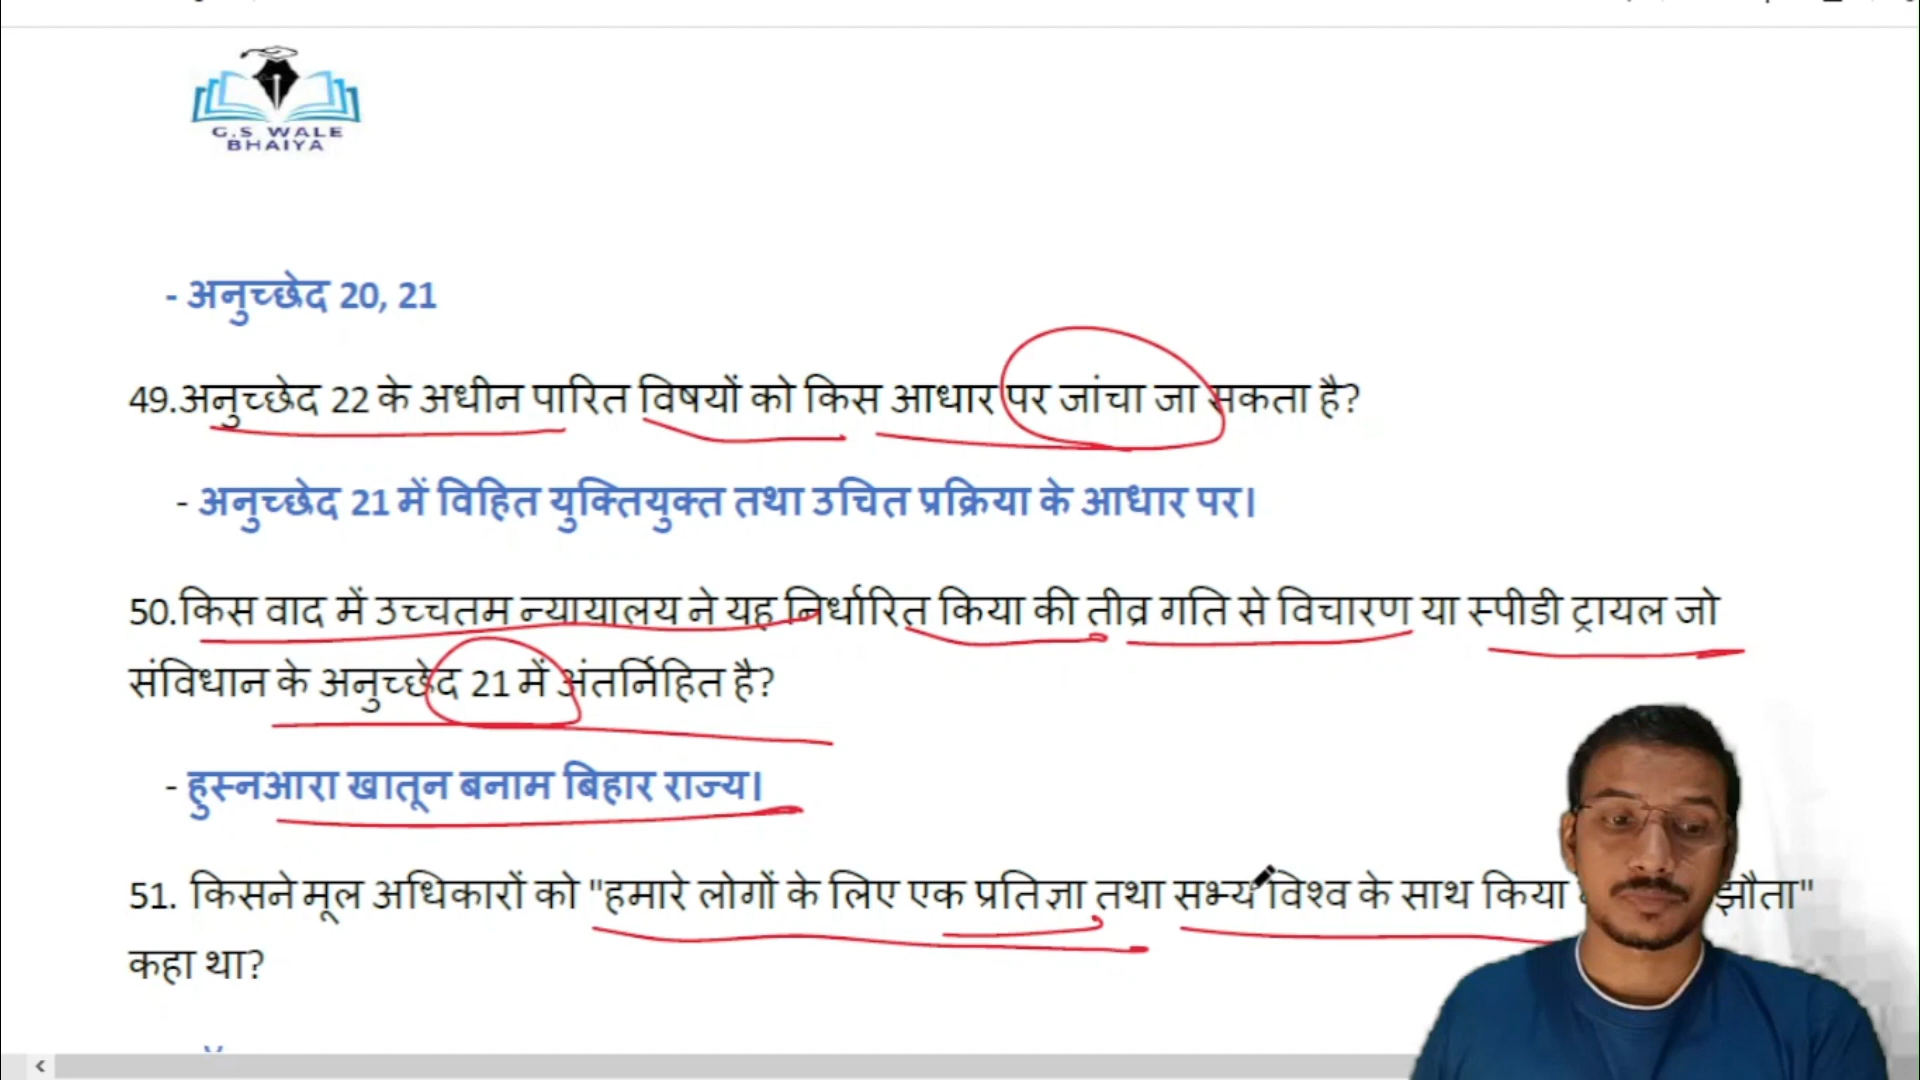 G.S WALE
BHAIYA
- अनुच्छेद 20, 21
49.अनुच्छेद 22 के अधीन पारित विषयों को किस आधार पर जांचा जा सकता है?
- अनुच्छेद 21 में विहित युक्तियुक्त तथा उचित प्रक्रिया के आधार पर।
50.किस वाद में उच्चतम न्यायालय ने यह निर्धारित किया की तीव्र गति से विचारण या स्पीडी ट्रायल जो
संविधान के अनुच्छेद 21 में अंतर्निहित है?
- हुस्नआरा खातून बनाम बिहार राज्य।
51. किसने मूल अधिकारों को "हमारे लोगों के लिए एक प्रतिज्ञा तथा सभ्य विश्व के साथ किया झौता"
कहा था?